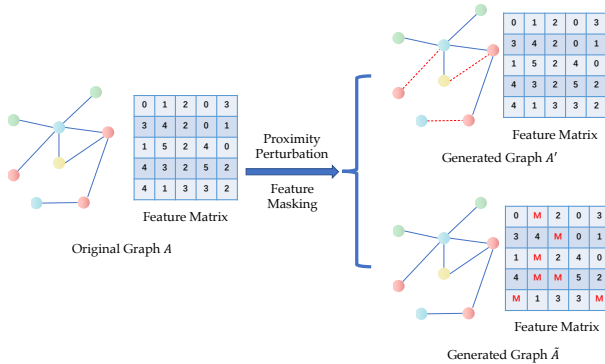 0 1 2 0 3
3 4 2 0 1
1 5 2 4 0
4 3 2 5 2
4 1 3 3 2
Feature Matrix
Original Graph A
Proximity
Perturbation
Feature
Masking
0 1 2 0 3
3 4 2 0 1
1 5 2 4 0
4 3 2 5 2
4 1 3 3 2
Feature Matrix
Generated Graph A′
0 M 2 0 3
3 4 M 0 1
1 M 2 4 0
4 M M 5 2
M 1 3 3 M
Feature Matrix
Generated Graph Ã